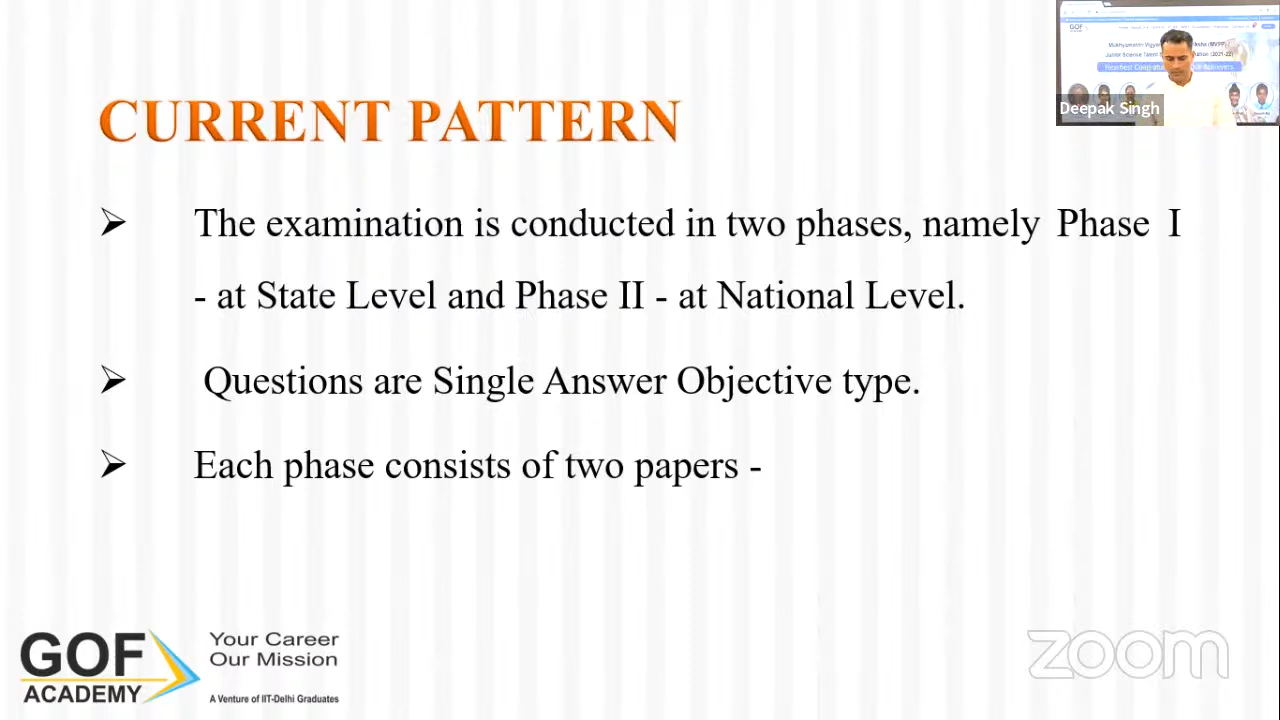 CURRENT PATTERN
➢ The examination is conducted in two phases, namely Phase I
- at State Level and Phase II - at National Level.
➢ Questions are Single Answer Objective type.
➢ Each phase consists of two papers -
GOF
Deepak Singh
GOF
ACADEMY
Your Career
Our Mission
A Venture of IIT-Delhi Graduates
zoom